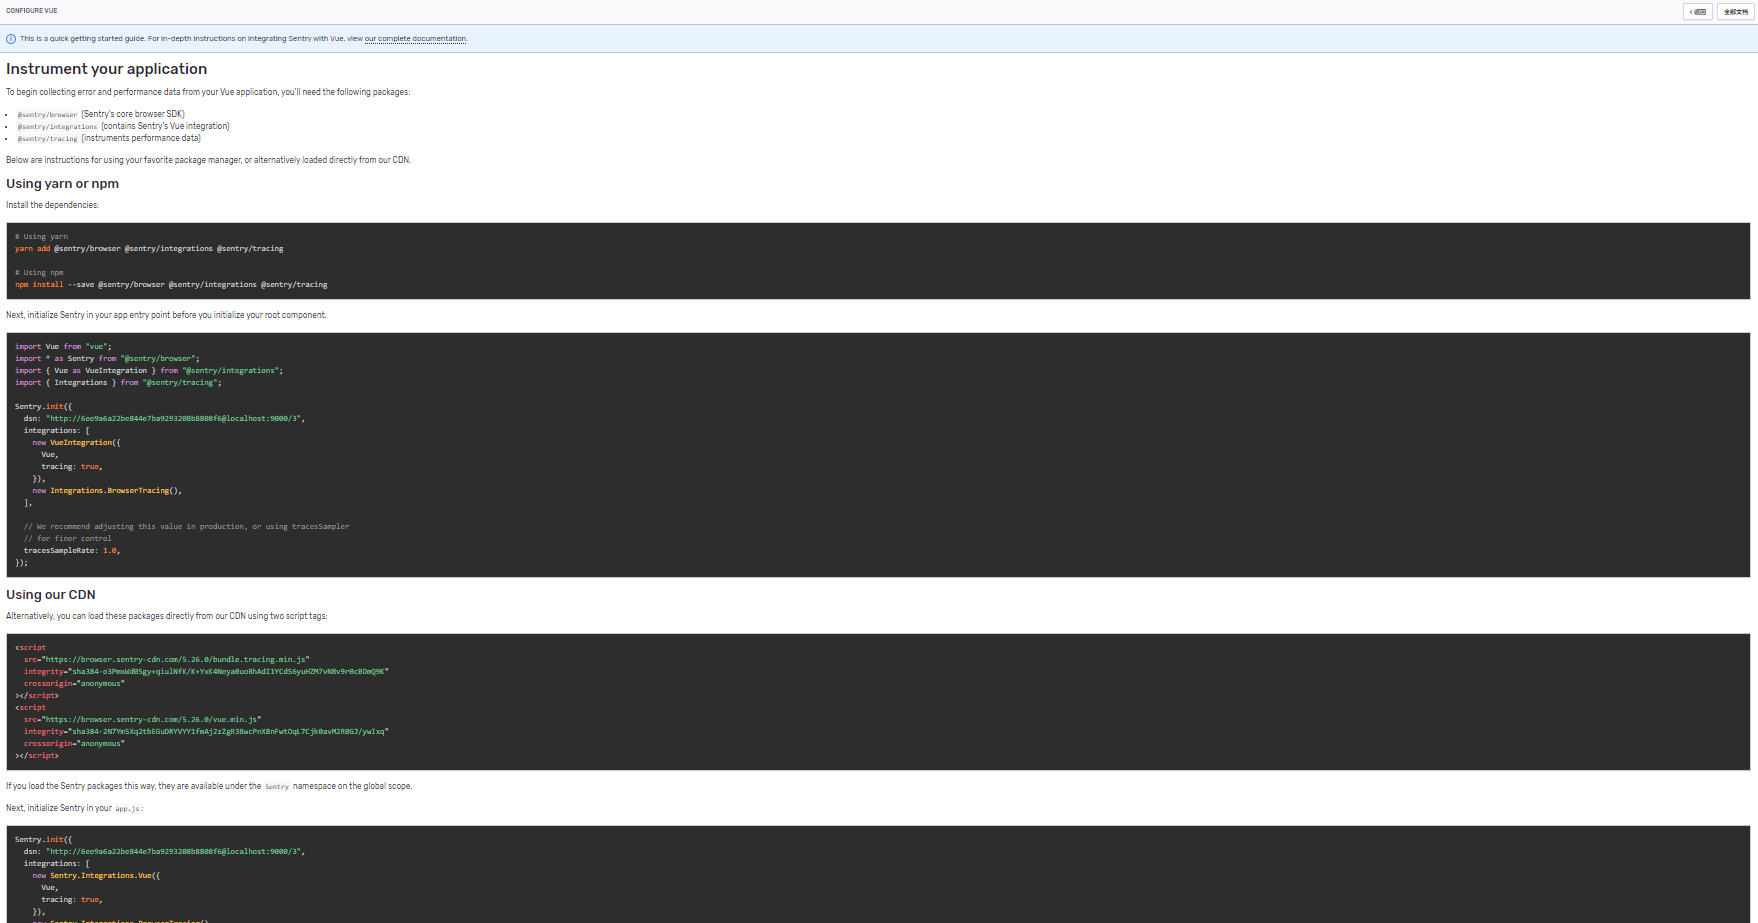 CONFIGURE VUE
< 返回
全部文档
This is a quick getting started guide. For in-depth instructions on integrating Sentry with Vue, view our complete documentation.
Instrument your application
To begin collecting error and performance data from your Vue application, you'll need the following packages:
• @sentry/browser (Sentry's core browser SDK)
• @sentry/integrations (contains Sentry's Vue integration)
• @sentry/tracing (instruments performance data)
Below are instructions for using your favorite package manager, or alternatively loaded directly from our CDN.
Using yarn or npm
Install the dependencies:
# Using yarn
yarn add @sentry/browser @sentry/integrations @sentry/tracing
# Using npm
npm install --save @sentry/browser @sentry/integrations @sentry/tracing
Next, initialize Sentry in your app entry point before you initialize your root component.
import Vue from "vue";
import * as Sentry from "@sentry/browser";
import { Vue as VueIntegration } from "@sentry/integrations";
import { Integrations } from "@sentry/tracing";
Sentry.init({
dsn: "http://6ee9a6a22be844e7ba9293208b8808f6@localhost:9000/3",
integrations: [
new VueIntegration({
Vue,
tracing: true,
}),
new Integrations.BrowserTracing(),
],
// We recommend adjusting this value in production, or using tracesSampler
// for finer control
tracesSampleRate: 1.0,
});
Using our CDN
Alternatively, you can load these packages directly from our CDN using two script tags:
<script
src="https://browser.sentry-cdn.com/5.26.0/bundle.tracing.min.js"
integrity="sha384-
crossorigin="anonymous"
></script>
<script
src="https://browser.sentry-cdn.com/5.26.0/vue.min.js"
integrity="sha384-
crossorigin="anonymous"
></script>
If you load the Sentry packages this way, they are available under the Sentry namespace on the global scope.
Next, initialize Sentry in your app.js:
Sentry.init({
dsn: "http://6ee9a6a22be844e7ba9293208b8808f6@localhost:9000/3",
integrations: [
new Sentry.Integrations.Vue({
Vue,
tracing: true,
}),